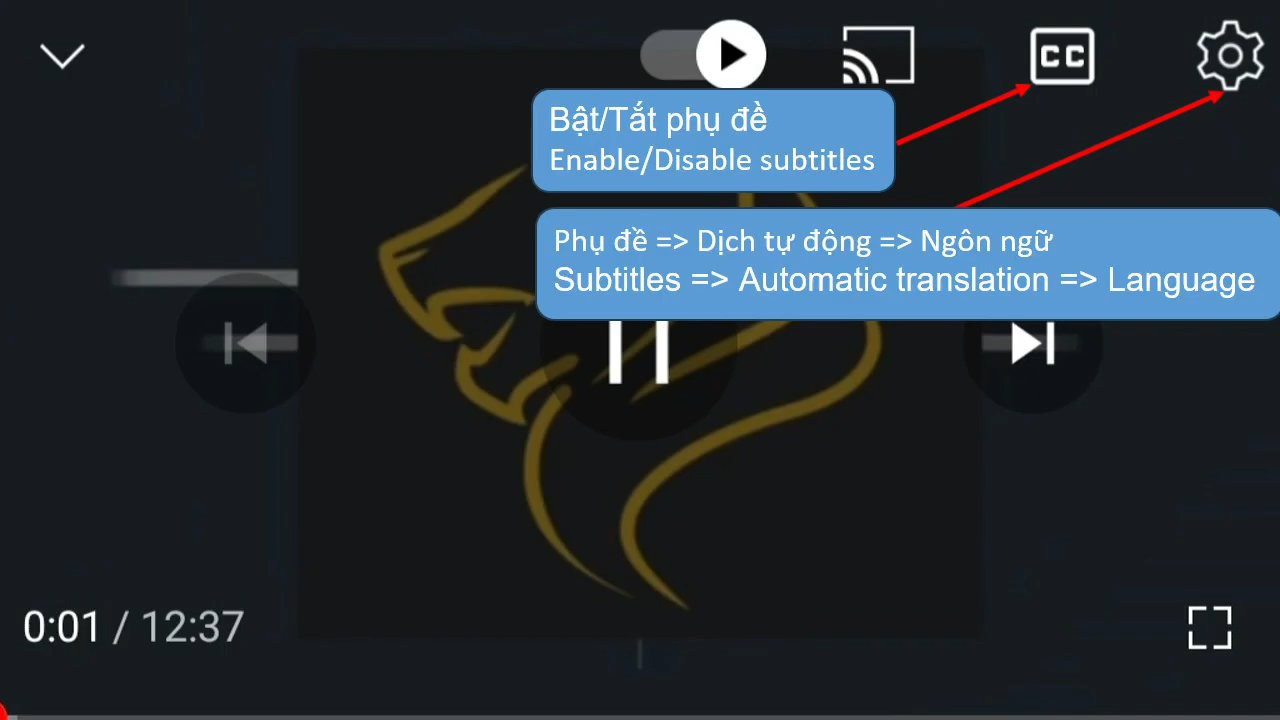 CC
Bật/Tắt phụ đề
Enable/Disable subtitles
Phụ đề => Dịch tự động => Ngôn ngữ
Subtitles => Automatic translation => Language
0:01 / 12:37